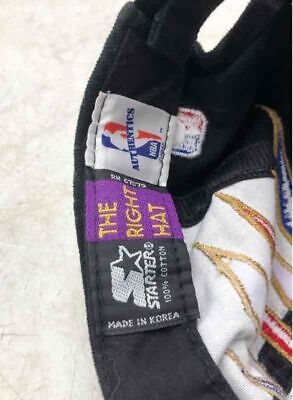 AUTHENTICS
NBA
THE
RIGHT
HAT
STARTER®
100% COTTON
MADE IN KOREA